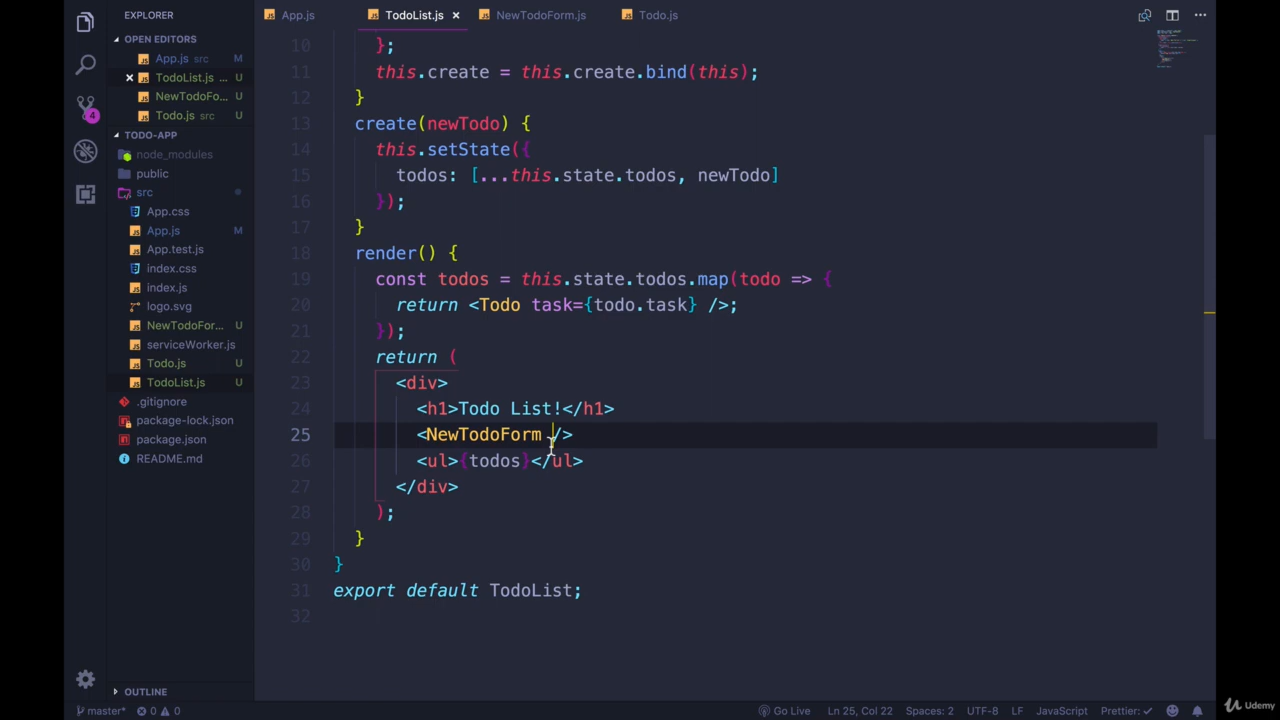 EXPLORER
App.js
TodoList.js ×
NewTodoForm.js
Todo.js
OPEN EDITORS
App.js src M
× TodoList.js ... U
NewTodoFo... U
Todo.js src U
TODO-APP
node_modules
public
src
App.css
App.js M
App.test.js
index.css
index.js
logo.svg
NewTodoFor... U
serviceWorker.js
Todo.js U
TodoList.js U
.gitignore
package-lock.json
package.json
README.md
OUTLINE
4
10 };
11 this.create = this.create.bind(this);
12 }
13 create(newTodo) {
14 this.setState({
15 todos: [...this.state.todos, newTodo]
16 });
17 }
18 render() {
19 const todos = this.state.todos.map(todo => {
20 return <Todo task={todo.task} />;
21 });
22 return (
23 <div>
24 <h1>Todo List!</h1>
25 <NewTodoForm />
26 <ul>{todos}</ul>
27 </div>
28 );
29 }
30 }
31 export default TodoList;
32
master* 0 0 Go Live Ln 25, Col 22 Spaces: 2 UTF-8 LF JavaScript Prettier: ✓
Udemy